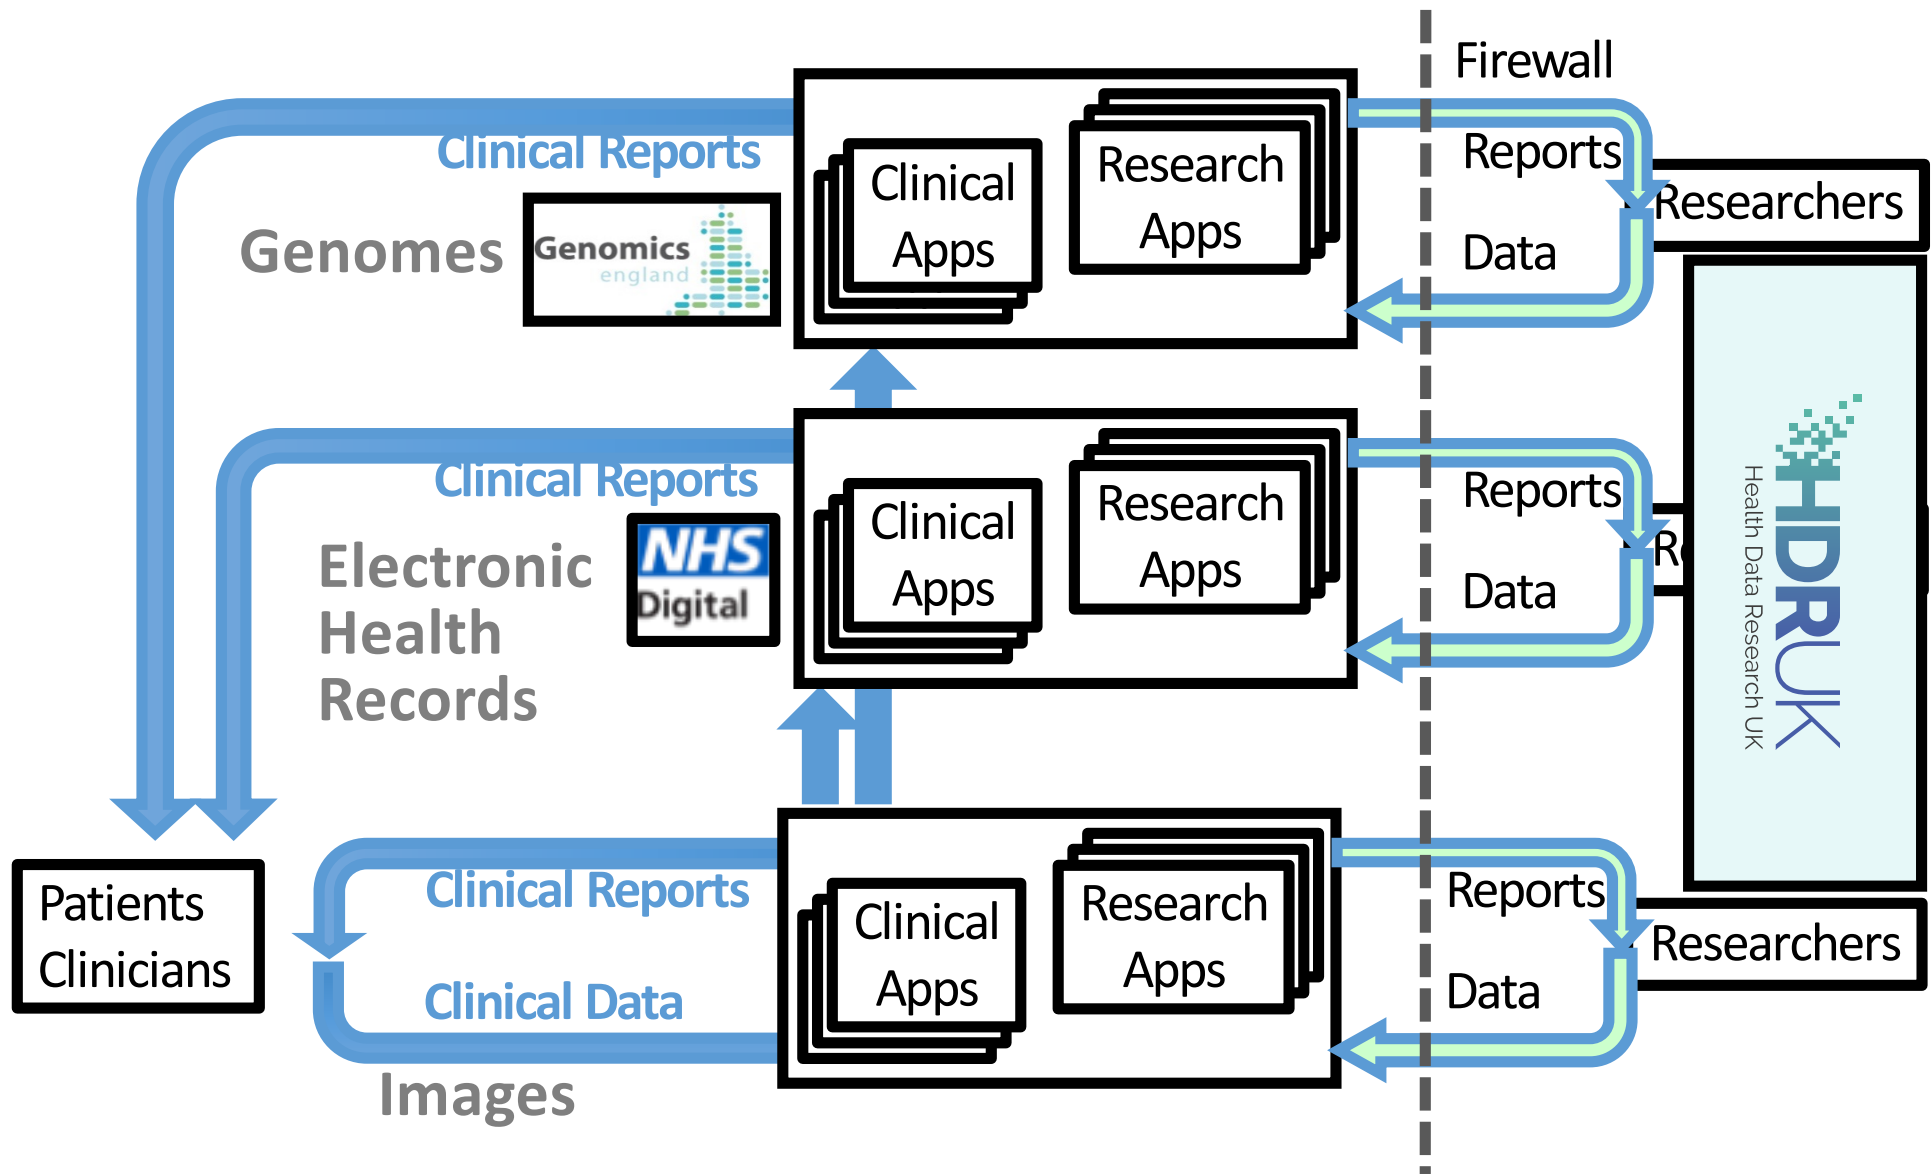 Firewall
Clinical Reports
Clinical
Apps
Research
Apps
Reports
Researchers
Genomes
Genomics
england
Data
Clinical Reports
Clinical
Apps
Research
Apps
Reports
Electronic
Health
Records
NHS
Digital
Data
HDRUK
Health Data Research UK
Patients
Clinicians
Clinical Reports
Clinical Data
Clinical
Apps
Research
Apps
Reports
Researchers
Data
Images